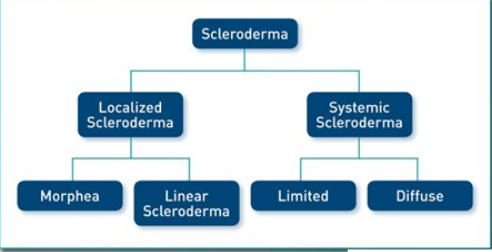 Scleroderma
Localized
Scleroderma
Systemic
Scleroderma
Morphea
Linear
Scleroderma
Limited
Diffuse